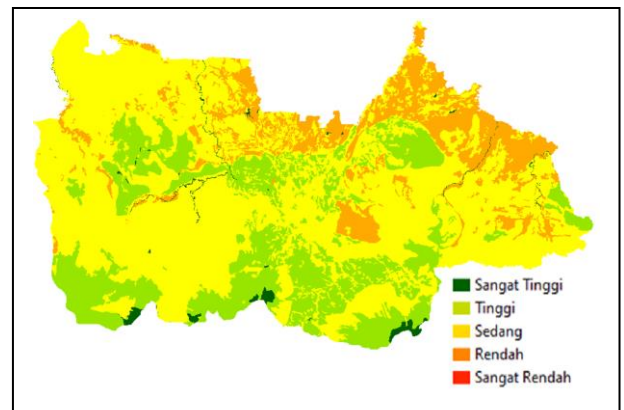 Sangat Tinggi
Tinggi
Sedang
Rendah
Sangat Rendah